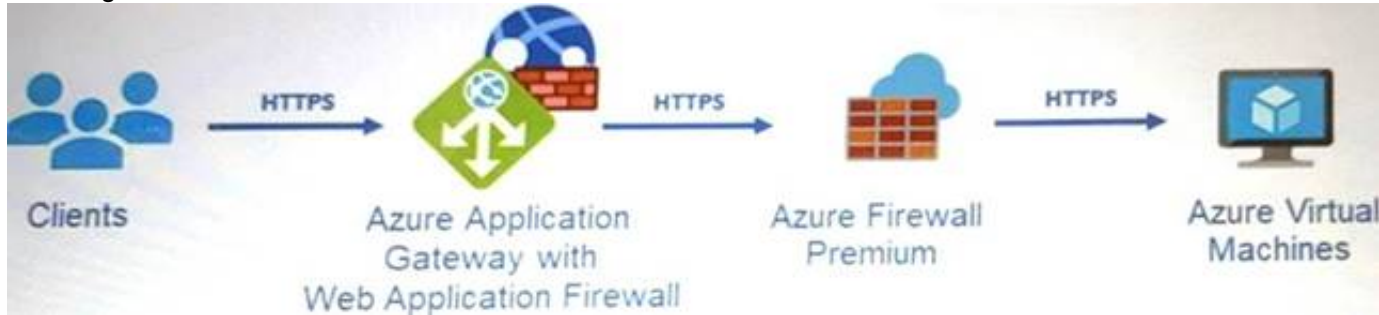 HTTPS
HTTPS
HTTPS
Clients
Azure Application
Gateway with
Web Application Firewall
Azure Firewall
Premium
Azure Virtual
Machines